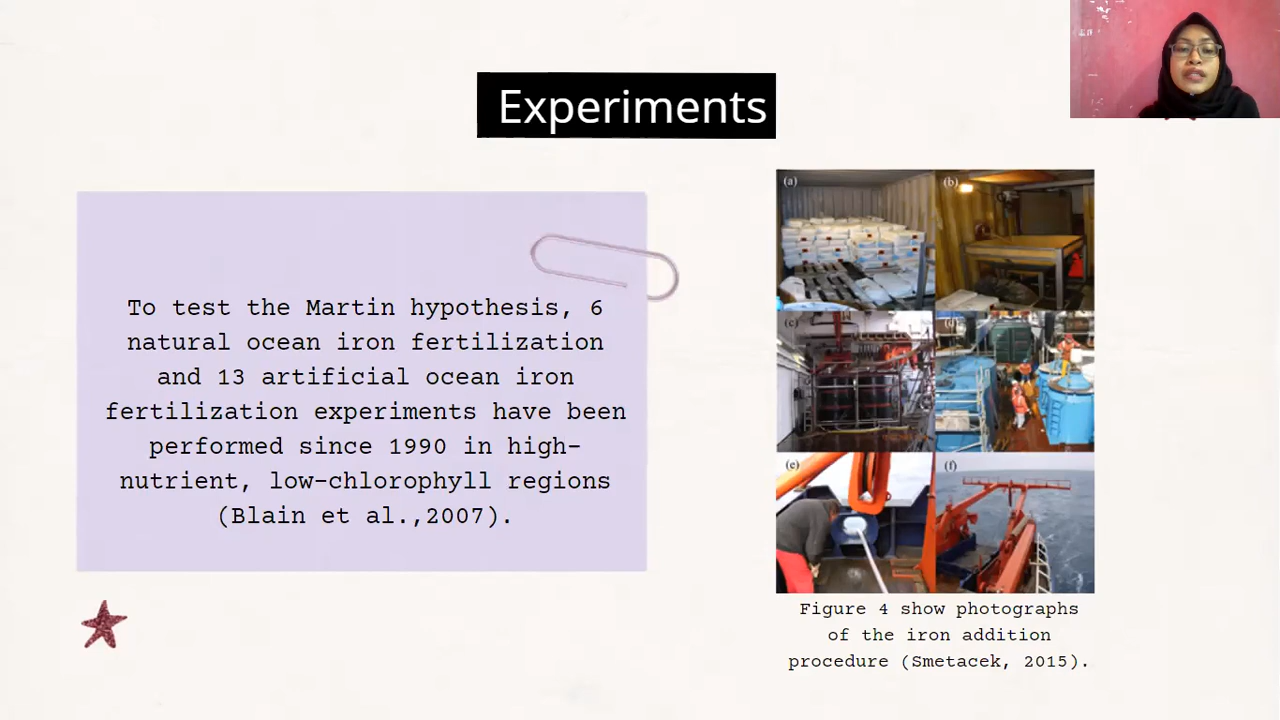 Experiments
To test the Martin hypothesis, 6
natural ocean iron fertilization
and 13 artificial ocean iron
fertilization experiments have been
performed since 1990 in high-
nutrient, low-chlorophyll regions
(Blain et al.,2007).
(a)
(b)
(c)
(d)
(e)
(f)
Figure 4 show photographs
of the iron addition
procedure (Smetacek, 2015).